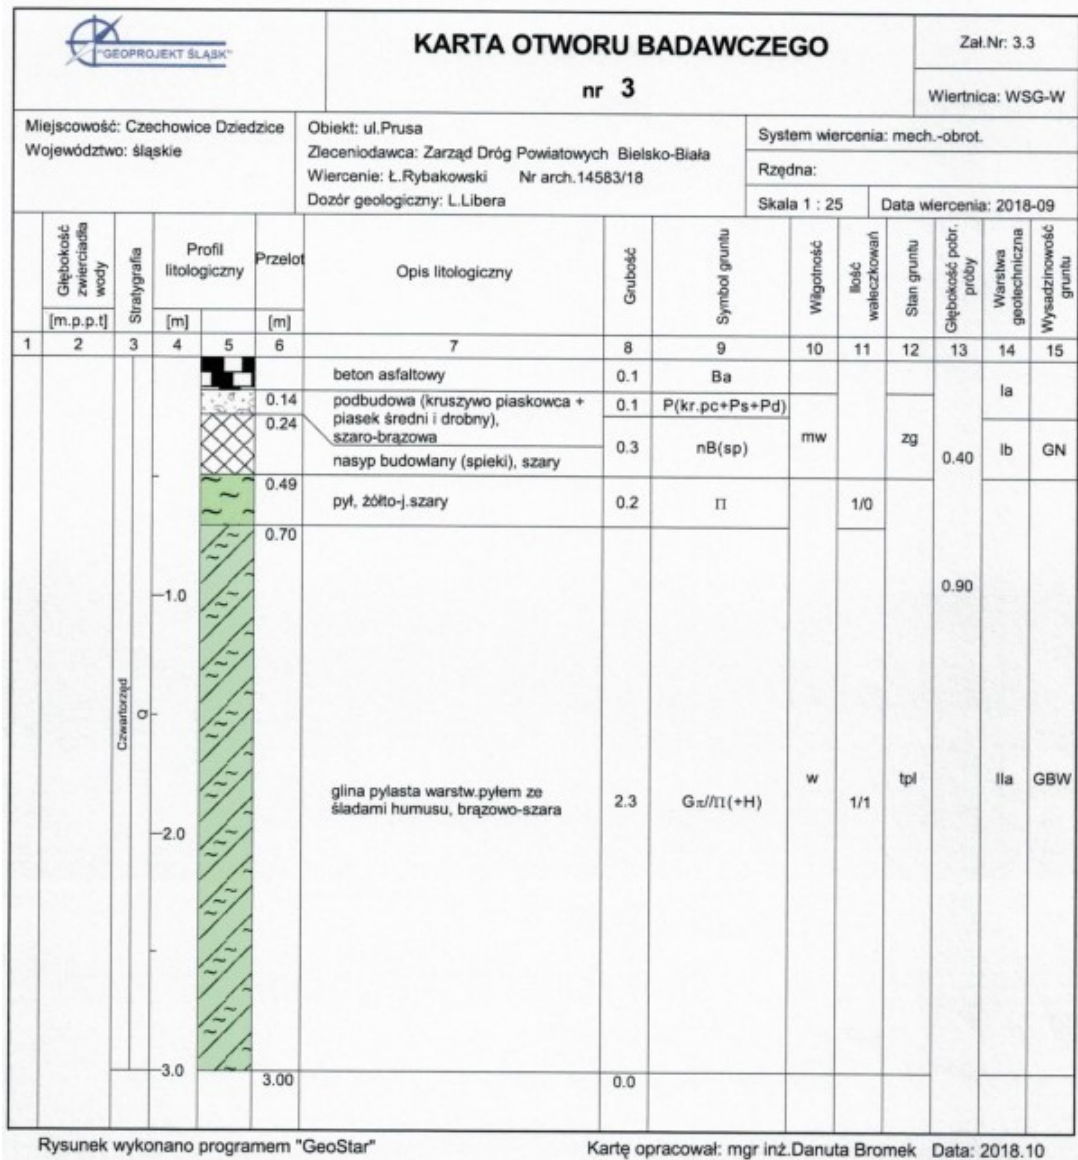 "GEOPROJEKT ŚLĄSK"
KARTA OTWORU BADAWCZEGO
nr 3
Zał.Nr: 3.3
Wiertnica: WSG-W
Miejscowość: Czechowice Dziedzice
Województwo: śląskie
Obiekt: ul.Prusa
Zleceniodawca: Zarząd Dróg Powiatowych Bielsko-Biała
Wiercenie: Ł.Rybakowski Nr arch.14583/18
Dozór geologiczny: L.Libera
System wiercenia: mech.-obrot.
Rzędna:
Skala 1 : 25
Data wiercenia: 2018-09
Głębokość zwierciadła wody
[m.p.p.t]
Stratygrafia
Profil litologiczny
[m]
Przelot
[m]
Opis litologiczny
Grubość
Symbol gruntu
Wilgotność
Ilość wałeczkowań
Stan gruntu
Głębokość pobr. próby
Warstwa geotechniczna
Wysadzinowość gruntu
1 2 3 4 5 6 7 8 9 10 11 12 13 14 15
beton asfaltowy 0.1 Ba
Ia
0.14 podbudowa (kruszywo piaskowca + 0.1 P(kr.pc+Ps+Pd)
0.24 piasek średni i drobny),
szaro-brązowa
mw zg
nasyp budowlany (spieki), szary 0.3 nB(sp) 0.40 Ib GN
0.49 pył, żółto-j.szary 0.2 Π 1/0
0.70
1.0 0.90
Czwartorzęd
Q
glina pylasta warstw.pyłem ze
śladami humusu, brązowo-szara
2.3 Gπ//Π(+H) w 1/1 tpl IIa GBW
2.0
3.0 3.00 0.0
Rysunek wykonano programem "GeoStar"
Kartę opracował: mgr inż.Danuta Bromek Data: 2018.10